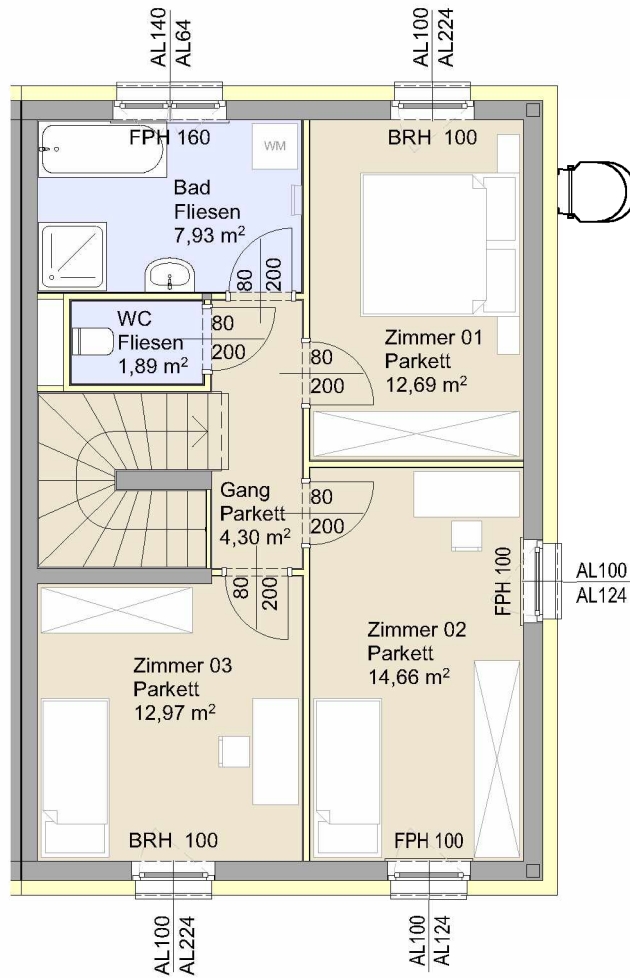 AL140
AL64
AL100
AL224
FPH 160
BRH 100
WM
Bad
Fliesen
7,93 m²
80
200
WC
Fliesen
1,89 m²
80
200
Zimmer 01
Parkett
12,69 m²
80
200
Gang
Parkett
4,30 m²
80
200
80
200
FPH 100
AL100
AL124
Zimmer 02
Parkett
14,66 m²
Zimmer 03
Parkett
12,97 m²
BRH 100
FPH 100
AL100
AL224
AL100
AL124